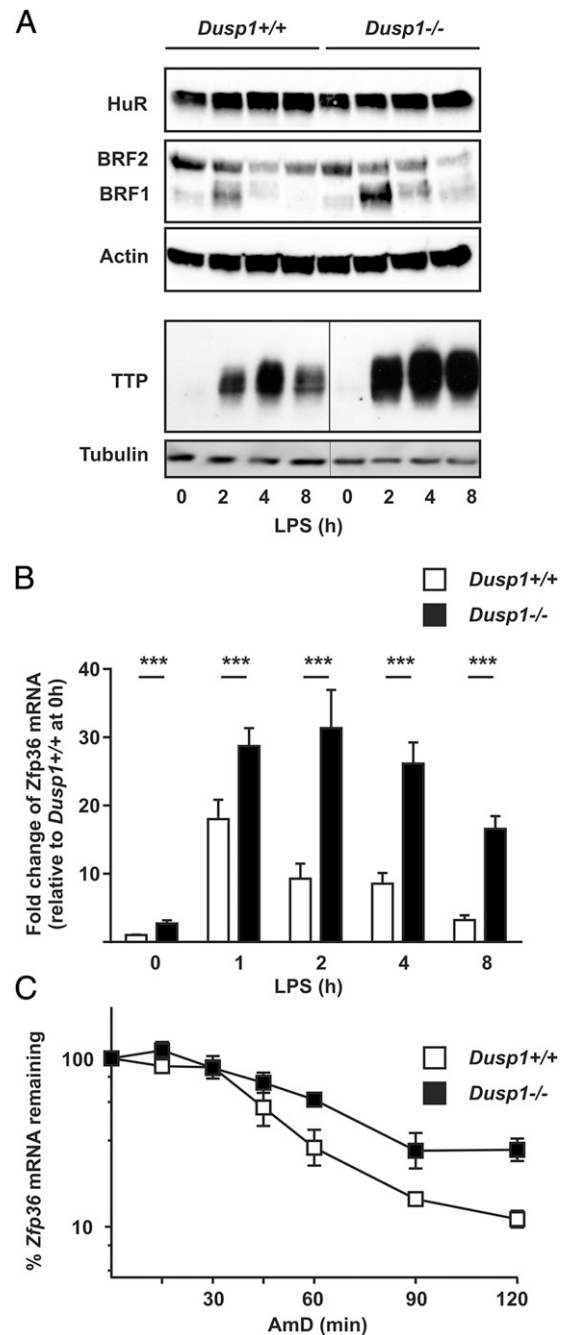 A
Dusp1+/+ Dusp1-/-
HuR
BRF2
BRF1
Actin
TTP
Tubulin
0 2 4 8 0 2 4 8
LPS (h)
B
Dusp1+/+
Dusp1-/-
*** *** *** *** ***
40
30
20
10
Fold change of Zfp36 mRNA
(relative to Dusp1+/+ at 0h)
0 1 2 4 8
LPS (h)
C
Dusp1+/+
Dusp1-/-
100
10
% Zfp36 mRNA remaining
30 60 90 120
AmD (min)